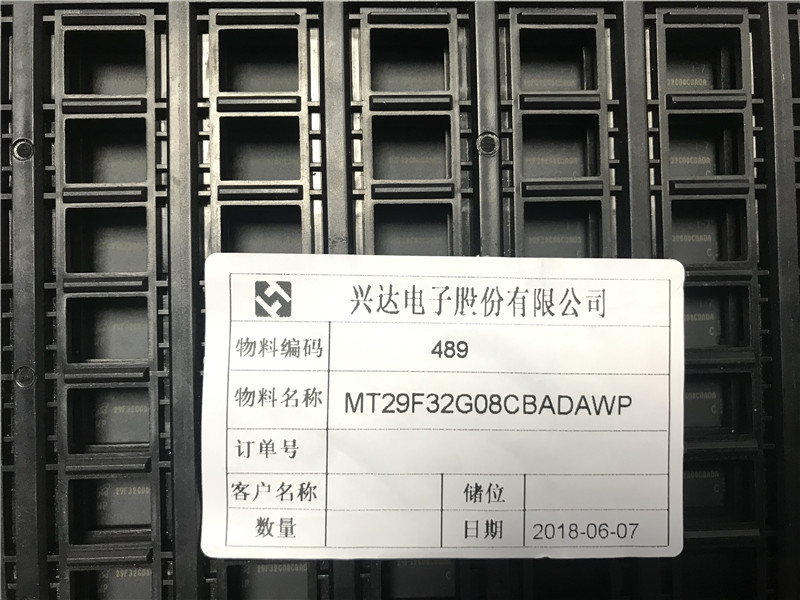 兴达电子股份有限公司
物料编码 489
物料名称 MT29F32G08CBADAWP
订单号
客户名称 储位
数量 日期 2018-06-07